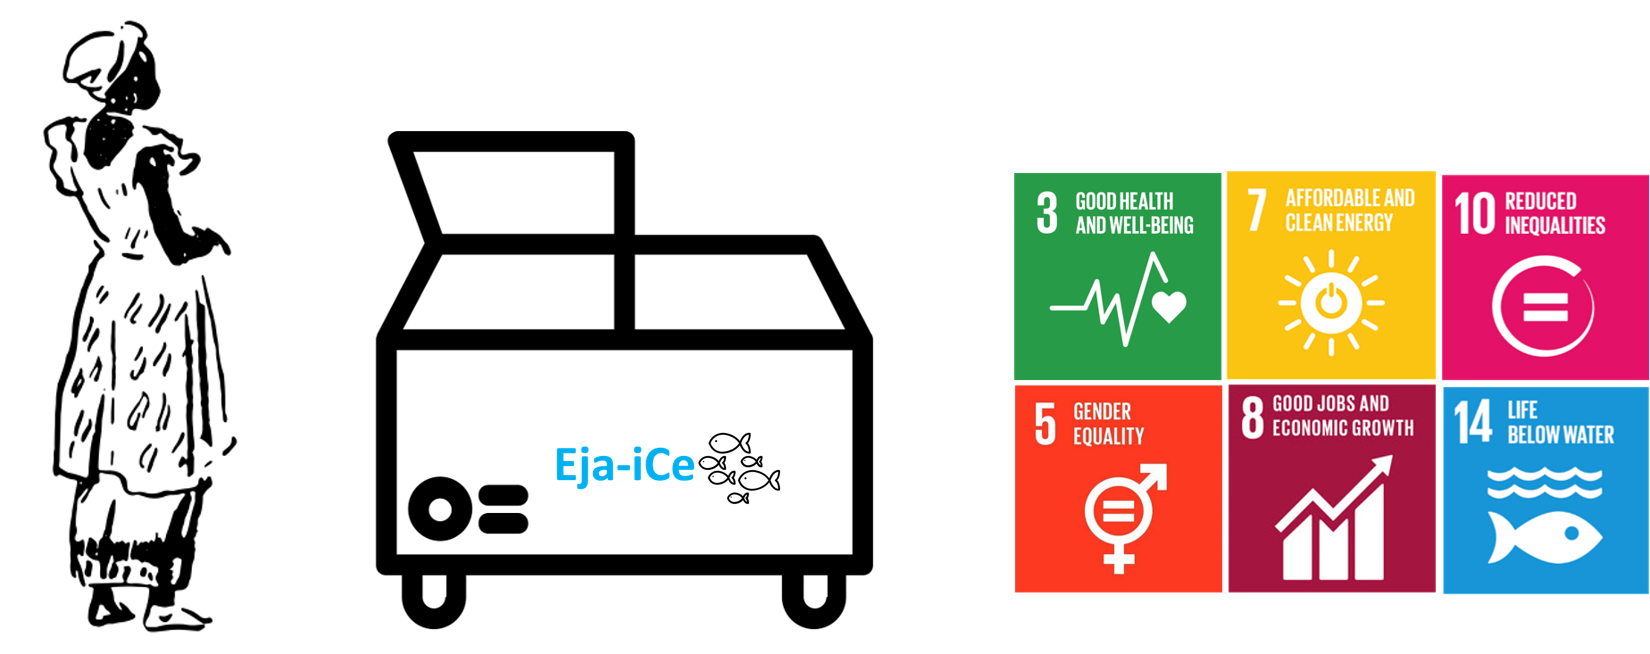 Eja-iCe
3 GOOD HEALTH
AND WELL-BEING
7 AFFORDABLE AND
CLEAN ENERGY
10 REDUCED
INEQUALITIES
5 GENDER
EQUALITY
8 GOOD JOBS AND
ECONOMIC GROWTH
14 LIFE
BELOW WATER